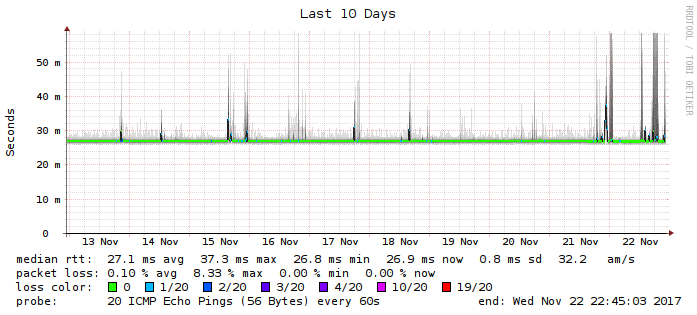 Last 10 Days
RRDTOOL / TOBI OETIKER
Seconds
50 m
40 m
30 m
20 m
10 m
0
13 Nov 14 Nov 15 Nov 16 Nov 17 Nov 18 Nov 19 Nov 20 Nov 21 Nov 22 Nov
median rtt: 27.1 ms avg 37.3 ms max 26.8 ms min 26.9 ms now 0.8 ms sd 32.2 am/s
packet loss: 0.10 % avg 8.33 % max 0.00 % min 0.00 % now
loss color: 0 1/20 2/20 3/20 4/20 10/20 19/20
probe: 20 ICMP Echo Pings (56 Bytes) every 60s end: Wed Nov 22 22:45:03 2017